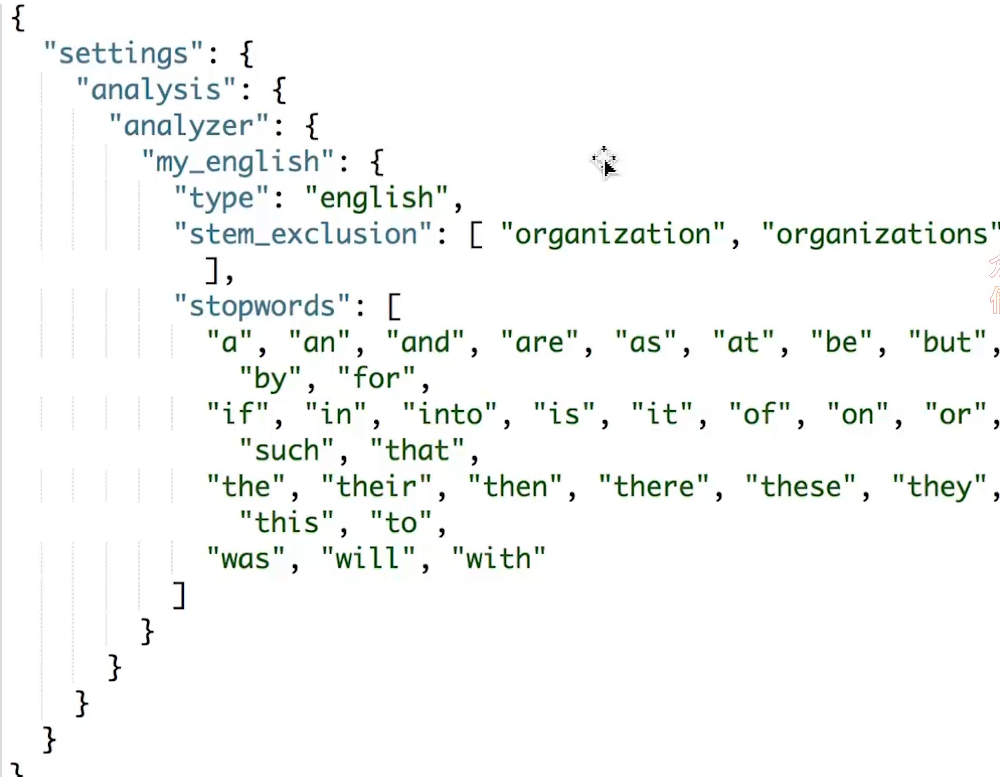 {
  "settings": {
    "analysis": {
      "analyzer": {
        "my_english": {
          "type": "english",
          "stem_exclusion": [ "organization", "organizations"
            ],
          "stopwords": [
            "a", "an", "and", "are", "as", "at", "be", "but",
              "by", "for",
            "if", "in", "into", "is", "it", "of", "on", "or",
              "such", "that",
            "the", "their", "then", "there", "these", "they",
              "this", "to",
            "was", "will", "with"
          ]
        }
      }
    }
  }
}